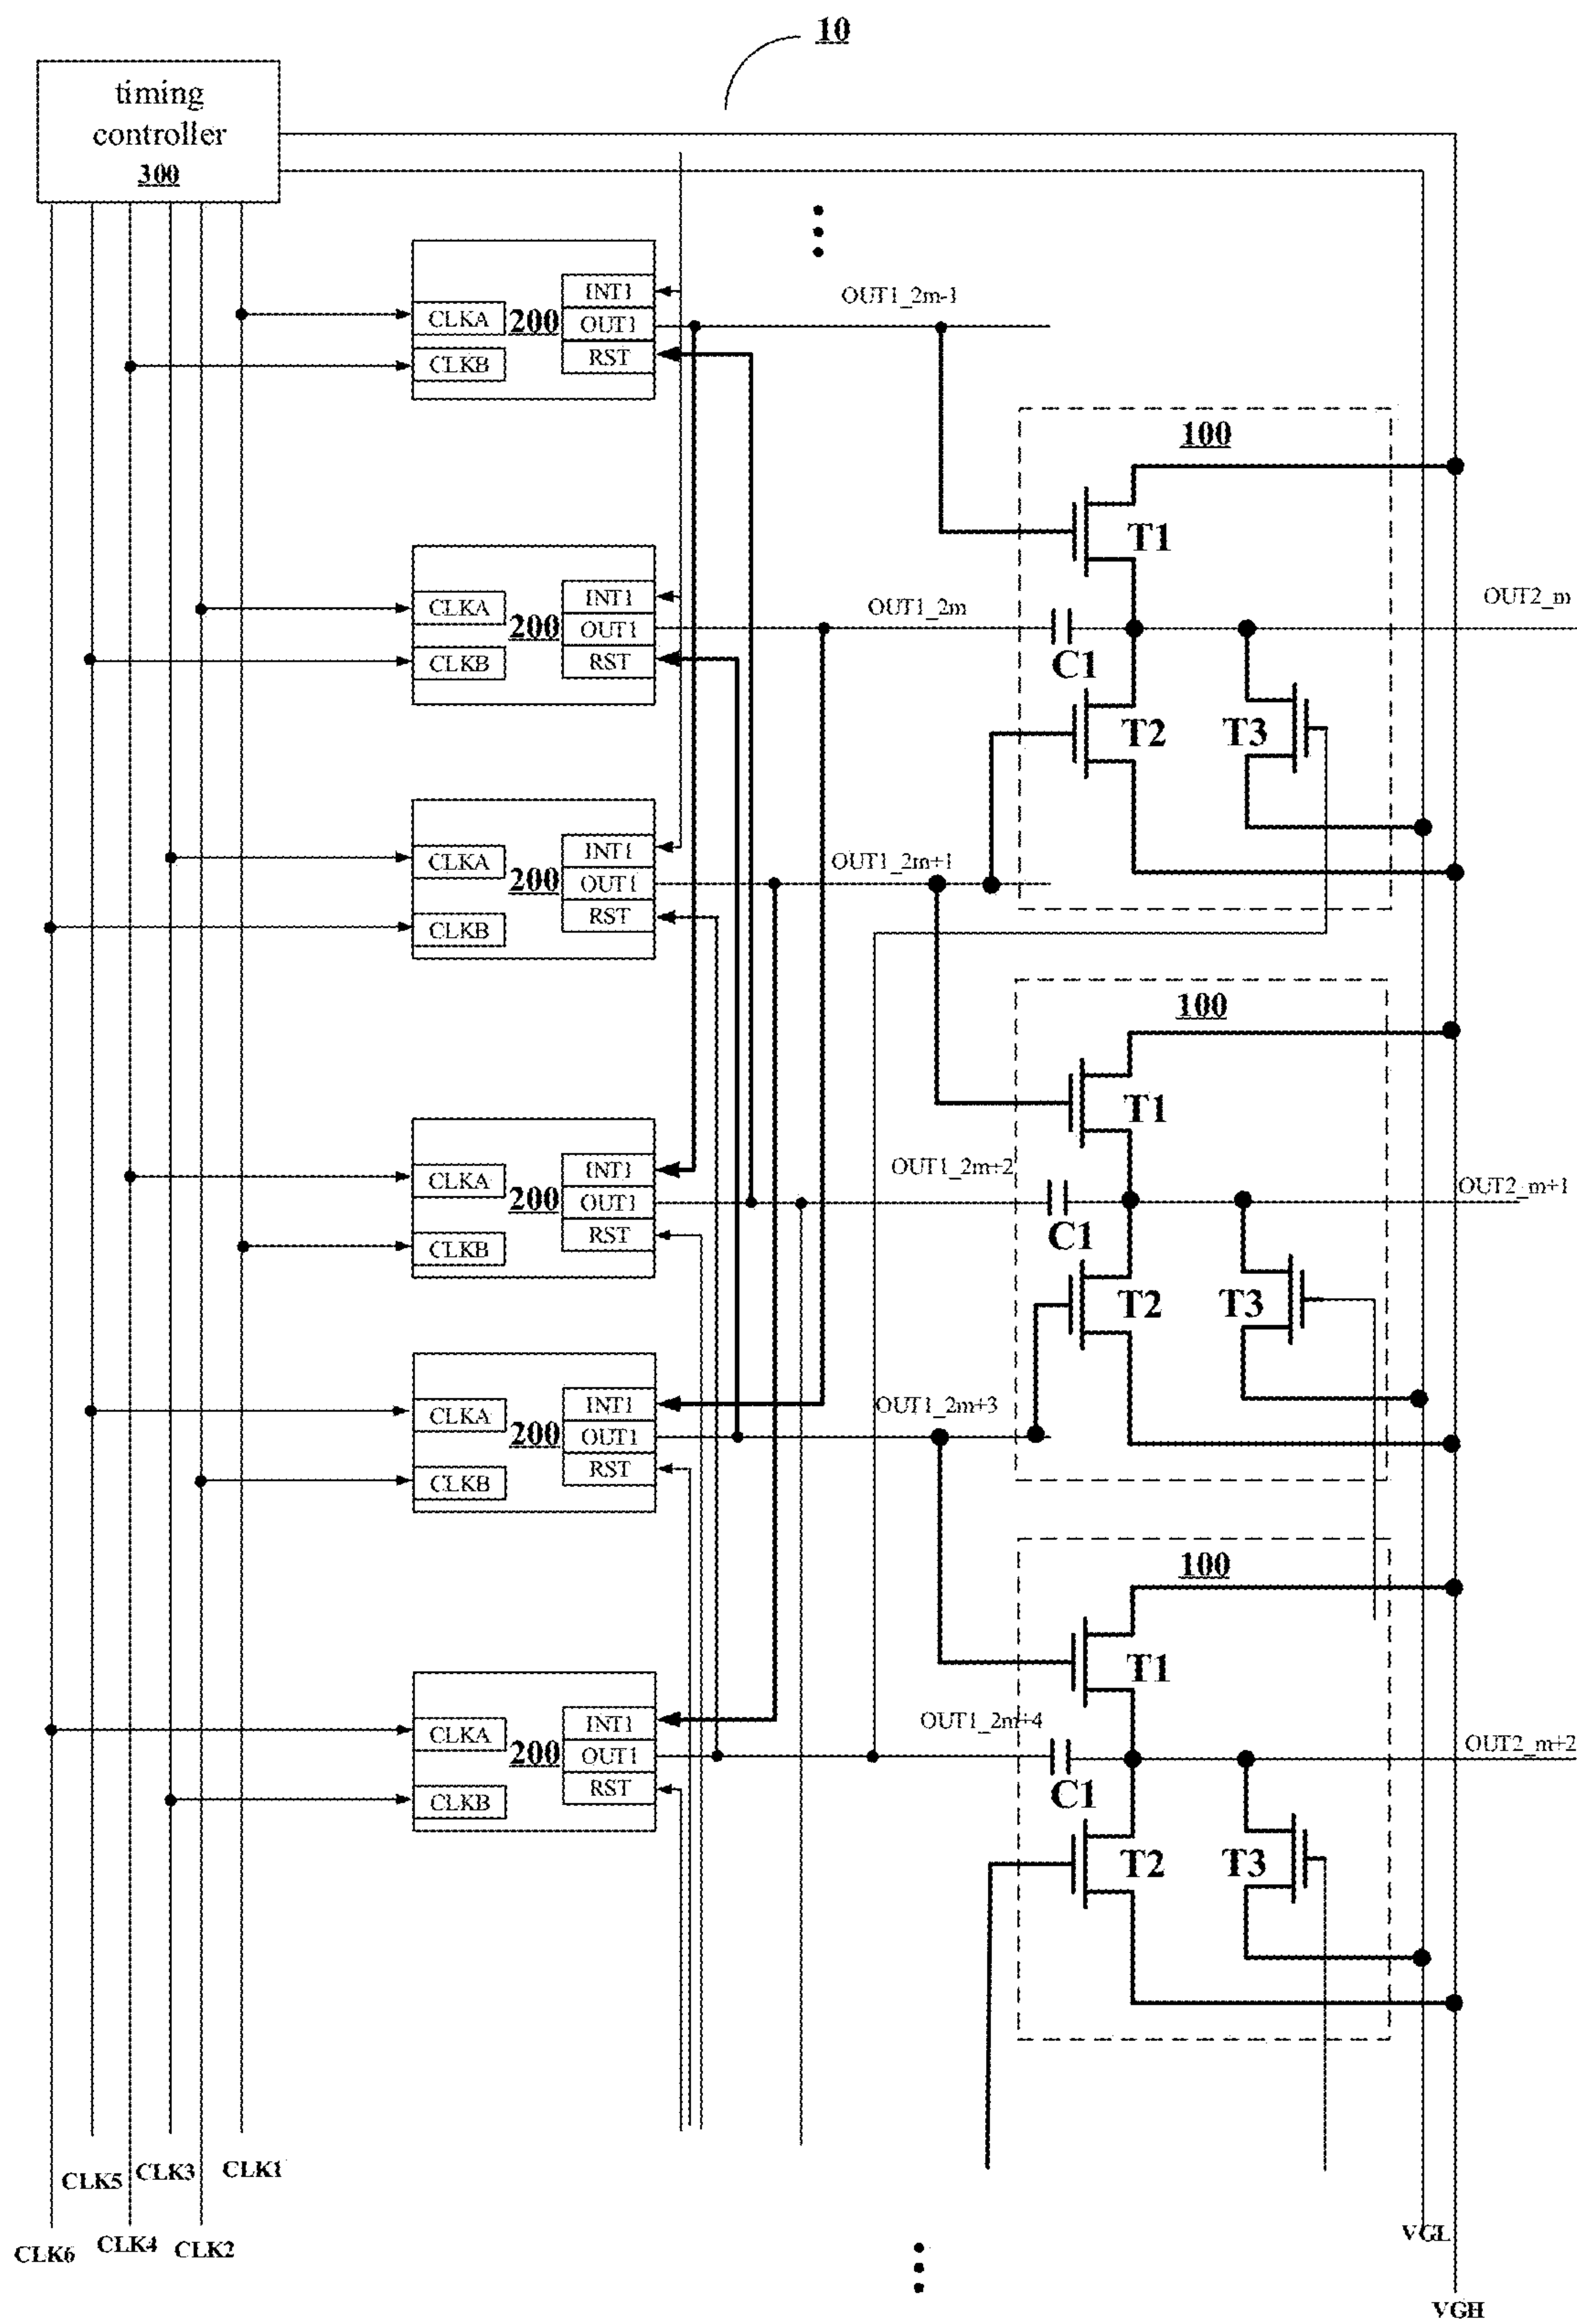 10
timing
controller
300
CLKA
CLKB
200
INT1
OUT1
RST
OUT1_2m-1
100
T1
CLKA
CLKB
200
INT1
OUT1
RST
OUT1_2m
C1
OUT2_m
T2
T3
CLKA
CLKB
200
INT1
OUT1
RST
OUT1_2m+1
100
T1
CLKA
CLKB
200
INT1
OUT1
RST
OUT1_2m+2
C1
OUT2_m+1
T2
T3
CLKA
CLKB
200
INT1
OUT1
RST
OUT1_2m+3
100
T1
CLKA
CLKB
200
INT1
OUT1
RST
OUT1_2m+4
C1
OUT2_m+2
T2
T3
CLK6
CLK5
CLK4
CLK3
CLK2
CLK1
VGL
VGH